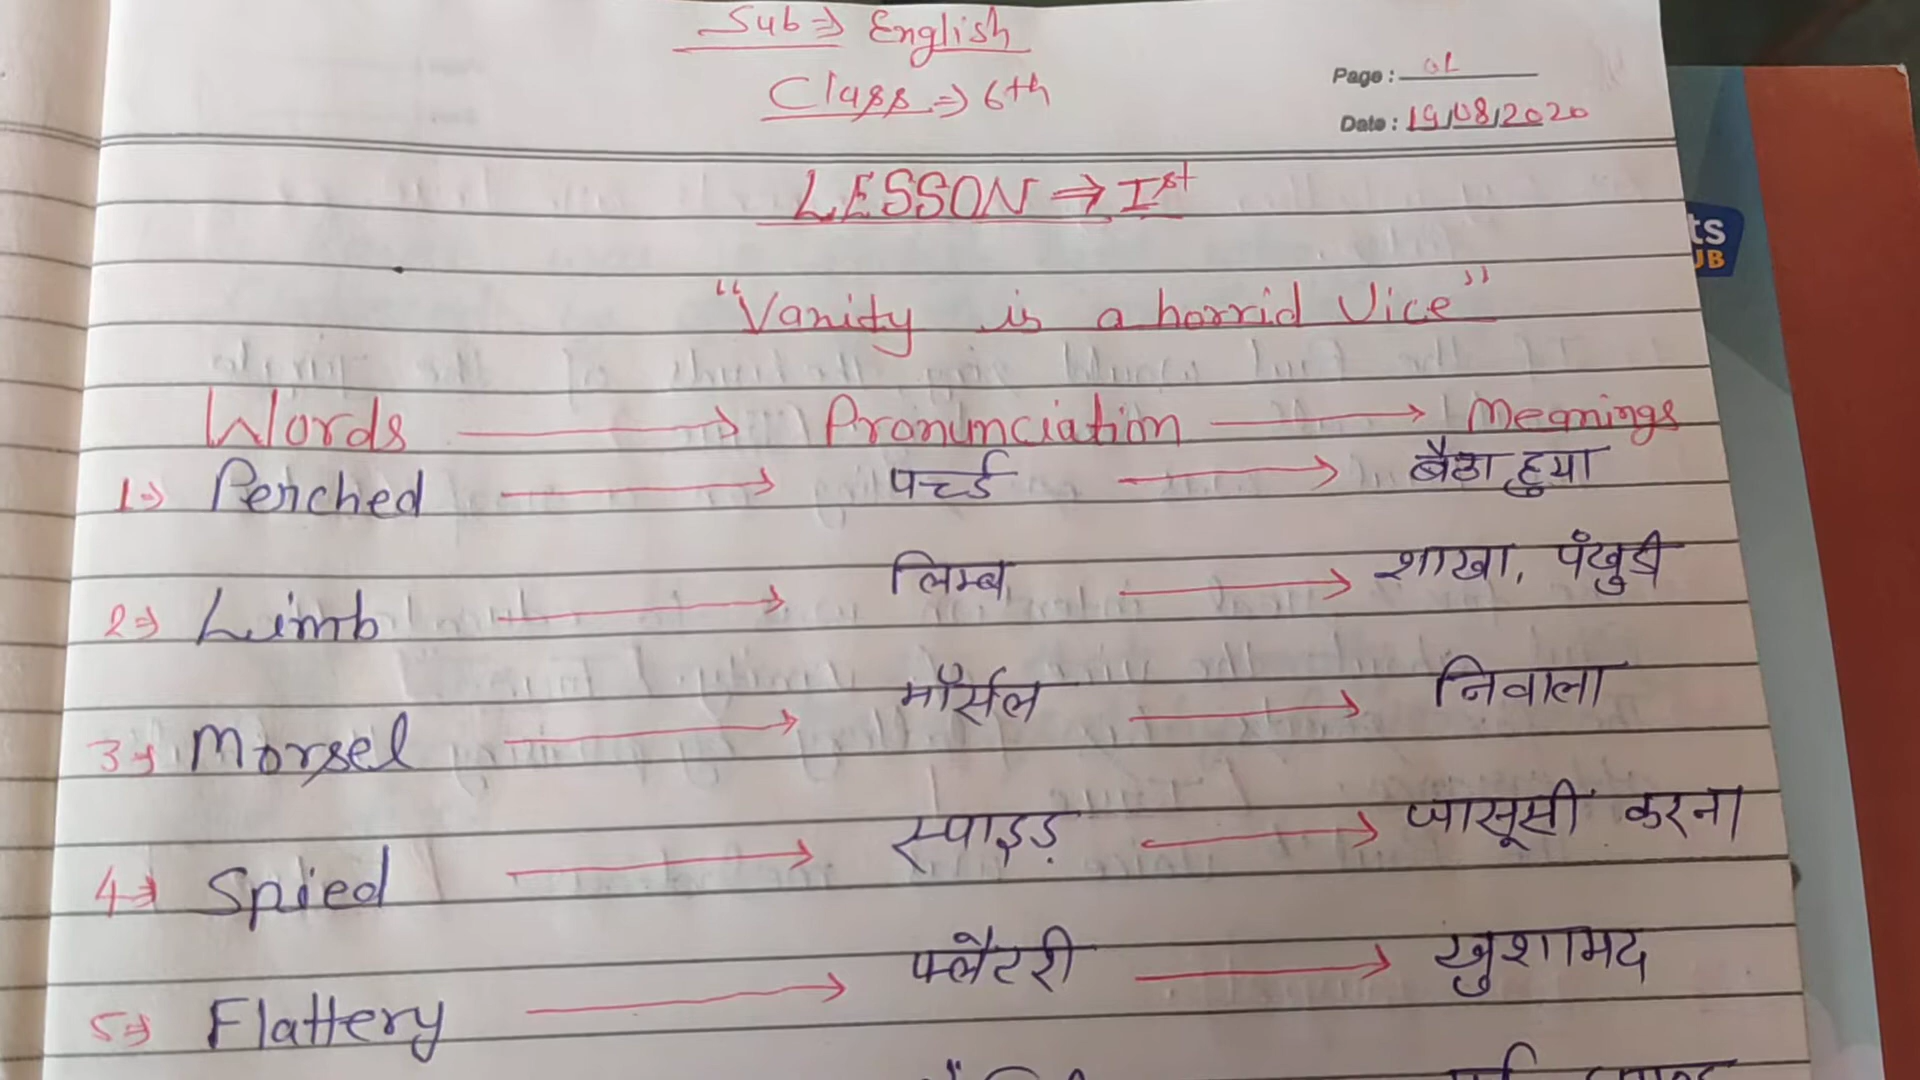 Sub ⇒ English
Class ⇒ 6th
Page : 01
Date : 19/08/2020
LESSON → Ist
"Vanity is a horrid Vice"
Words → Pronunciation → Meanings
1⇒ Perched → पर्च्ड → बैठा हुया
2⇒ Limb → लिम्ब → शाखा, पंखुडी
3⇒ Morsel → मॉर्सल → निवाला
4⇒ Spied → स्पाइड़ → जासूसी करना
5⇒ Flattery → फ्लैटरी → खुशामद